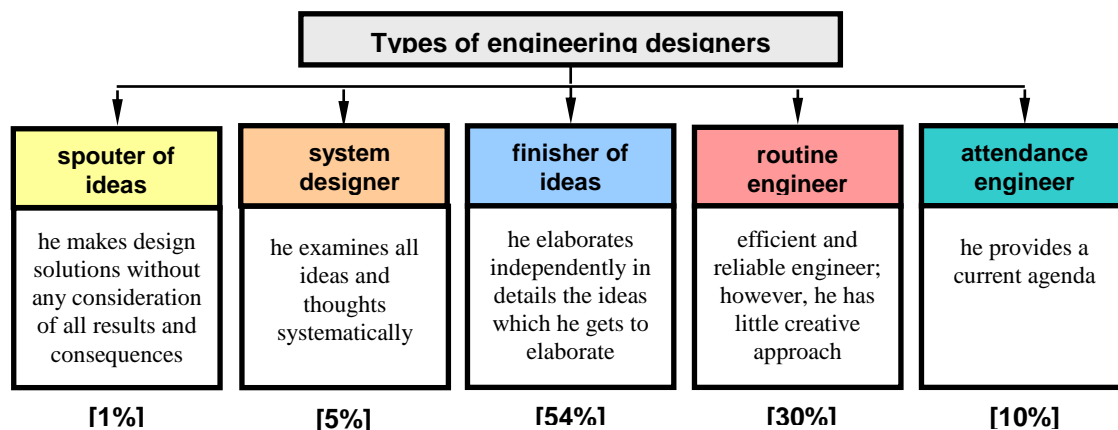 Types of engineering designers
spouter of
ideas
he makes design
solutions without
any consideration
of all results and
consequences
[1%]
system
designer
he examines all
ideas and
thoughts
systematically
[5%]
finisher of
ideas
he elaborates
independently in
details the ideas
which he gets to
elaborate
[54%]
routine
engineer
efficient and
reliable engineer;
however, he has
little creative
approach
[30%]
attendance
engineer
he provides a
current agenda
[10%]